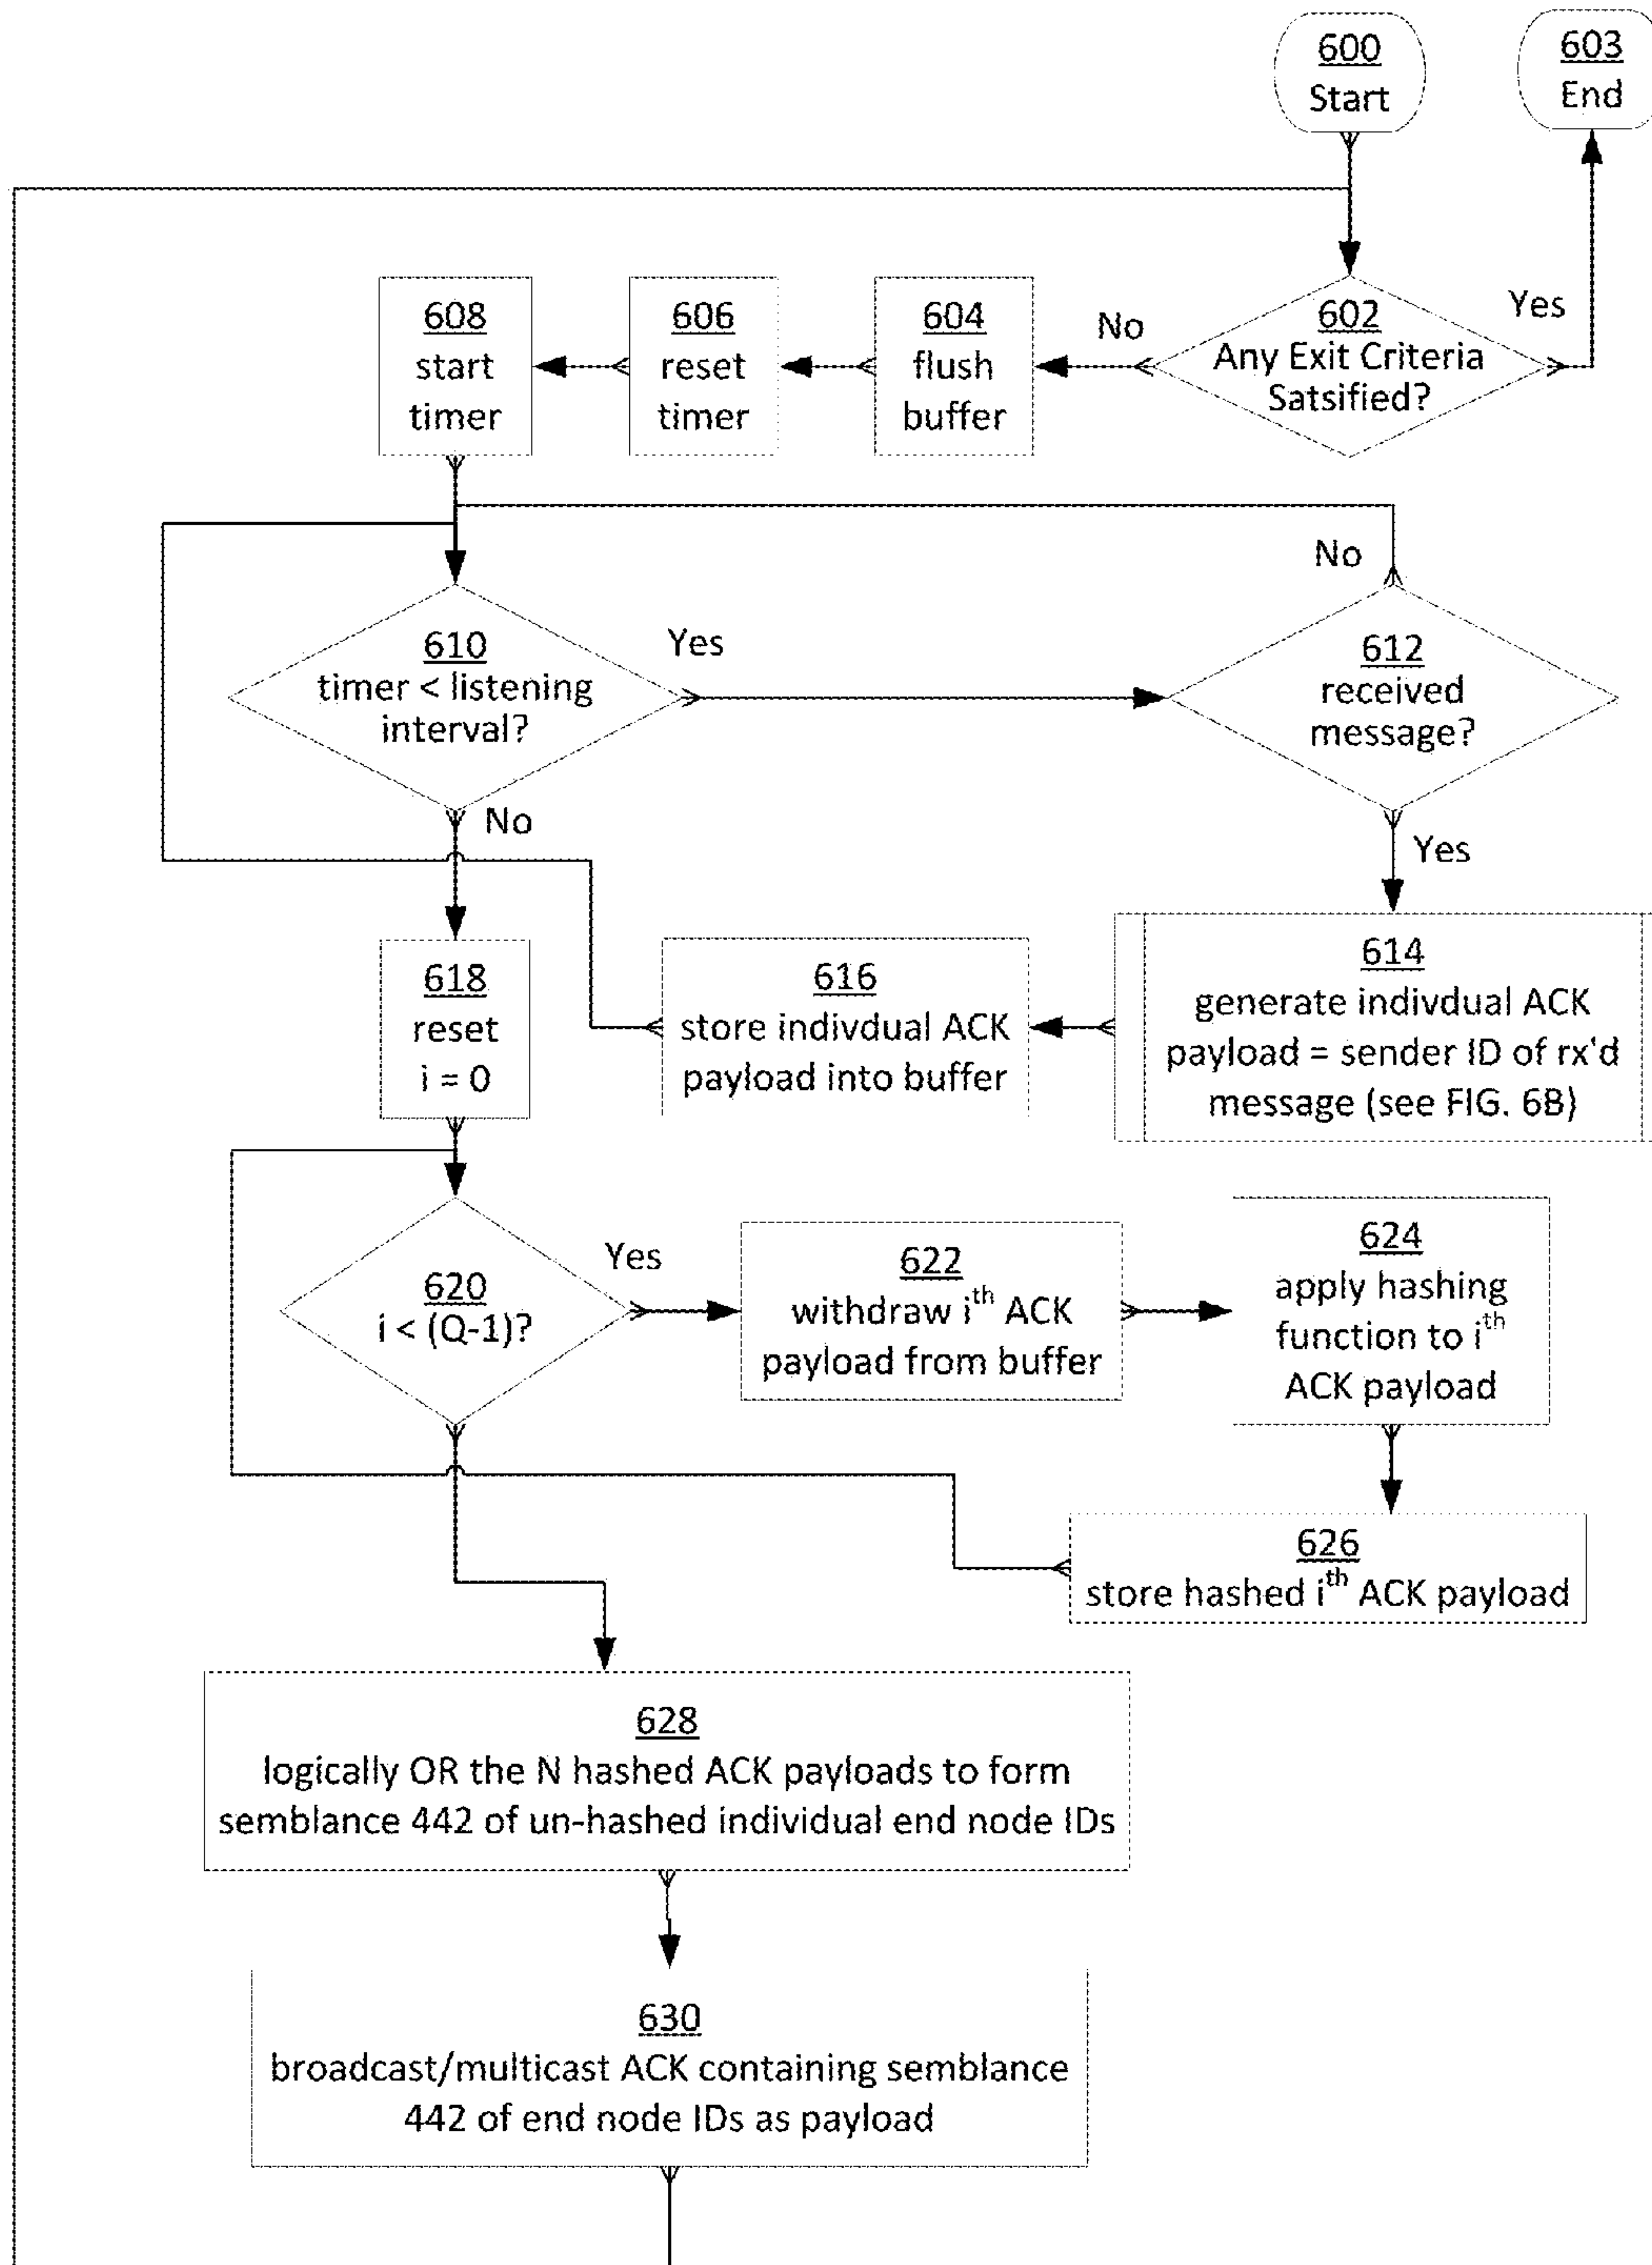 600
Start
603
End
602
Any Exit Criteria
Satsified?
Yes
No
604
flush
buffer
606
reset
timer
608
start
timer
610
timer < listening
interval?
Yes
No
612
received
message?
No
Yes
614
generate indivdual ACK
payload = sender ID of rx'd
message (see FIG. 6B)
616
store indivdual ACK
payload into buffer
618
reset
i = 0
620
i < (Q-1)?
Yes
622
withdraw ith ACK
payload from buffer
624
apply hashing
function to ith
ACK payload
626
store hashed ith ACK payload
628
logically OR the N hashed ACK payloads to form
semblance 442 of un-hashed individual end node IDs
630
broadcast/multicast ACK containing semblance
442 of end node IDs as payload